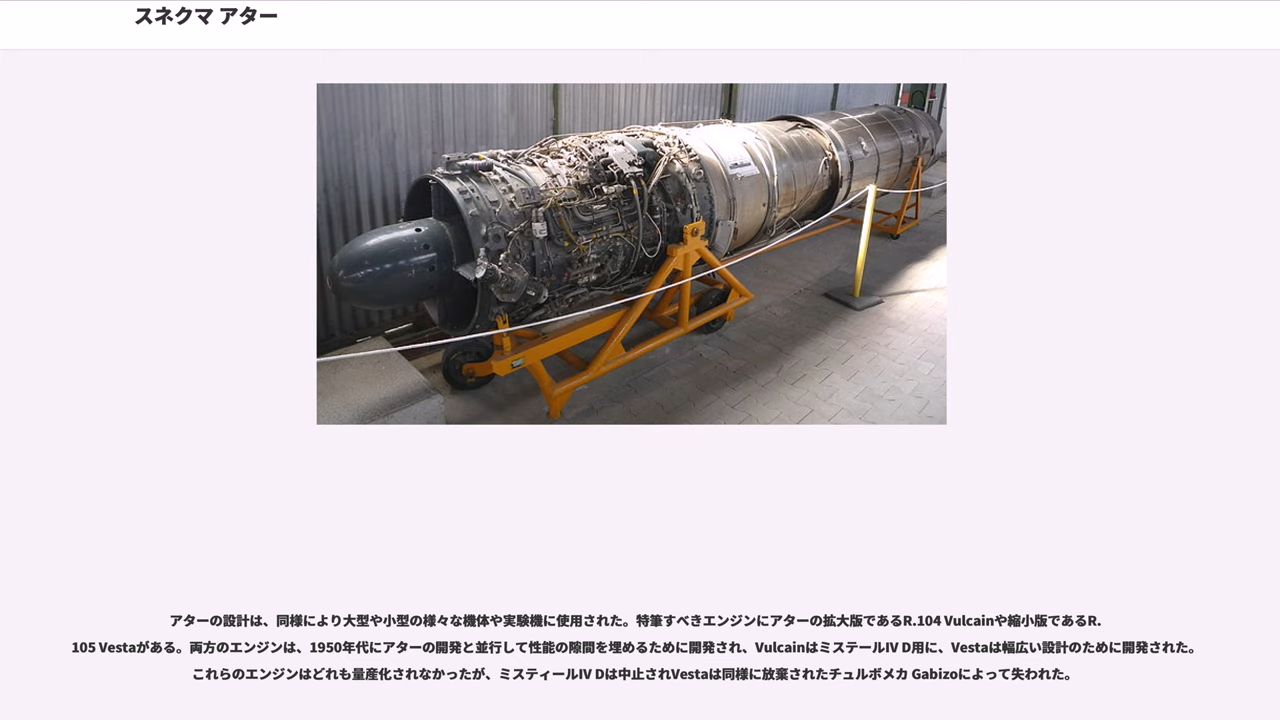 スネクマ アター
アターの設計は、同様により大型や小型の様々な機体や実験機に使用された。特筆すべきエンジンにアターの拡大版であるR.104 Vulcainや縮小版であるR.
105 Vestaがある。両方のエンジンは、1950年代にアターの開発と並行して性能の隙間を埋めるために開発され、VulcainはミステールIV D用に、Vestaは幅広い設計のために開発された。
これらのエンジンはどれも量産化されなかったが、ミスティールIV Dは中止されVestaは同様に放棄されたチュルボメカ Gabizoによって失われた。